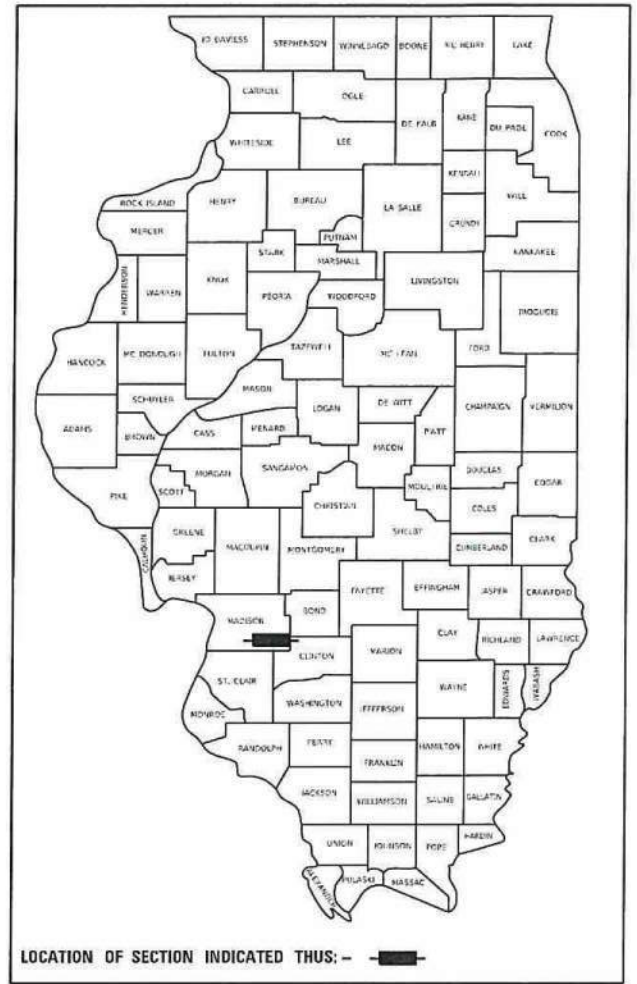 JO DAVIESS STEPHENSON WINNEBAGO BOONE MC HENRY LAKE
CARROLL OGLE
DE KALB KANE DU PAGE COOK
WHITESIDE LEE
KENDALL WILL
ROCK ISLAND HENRY BUREAU LA SALLE GRUNDY
MERCER PUTNAM
STARK MARSHALL KANKAKEE
HENDERSON WARREN KNOX PEORIA WOODFORD LIVINGSTON IROQUOIS
HANCOCK MC DONOUGH FULTON TAZEWELL MC LEAN FORD
SCHUYLER MASON
ADAMS BROWN CASS MENARD LOGAN DE WITT PIATT CHAMPAIGN VERMILION
MACON
PIKE SCOTT MORGAN SANGAMON MOULTRIE DOUGLAS EDGAR
CHRISTIAN COLES
CALHOUN GREENE MACOUPIN MONTGOMERY SHELBY CUMBERLAND CLARK
JERSEY
FAYETTE EFFINGHAM JASPER CRAWFORD
MADISON BOND
CLAY RICHLAND LAWRENCE
CLINTON MARION
ST. CLAIR WAYNE EDWARDS WABASH
WASHINGTON JEFFERSON
MONROE
RANDOLPH PERRY HAMILTON WHITE
FRANKLIN
JACKSON WILLIAMSON SALINE GALLATIN
HARDIN
UNION JOHNSON POPE
ALEXANDER PULASKI MASSAC
LOCATION OF SECTION INDICATED THUS: –